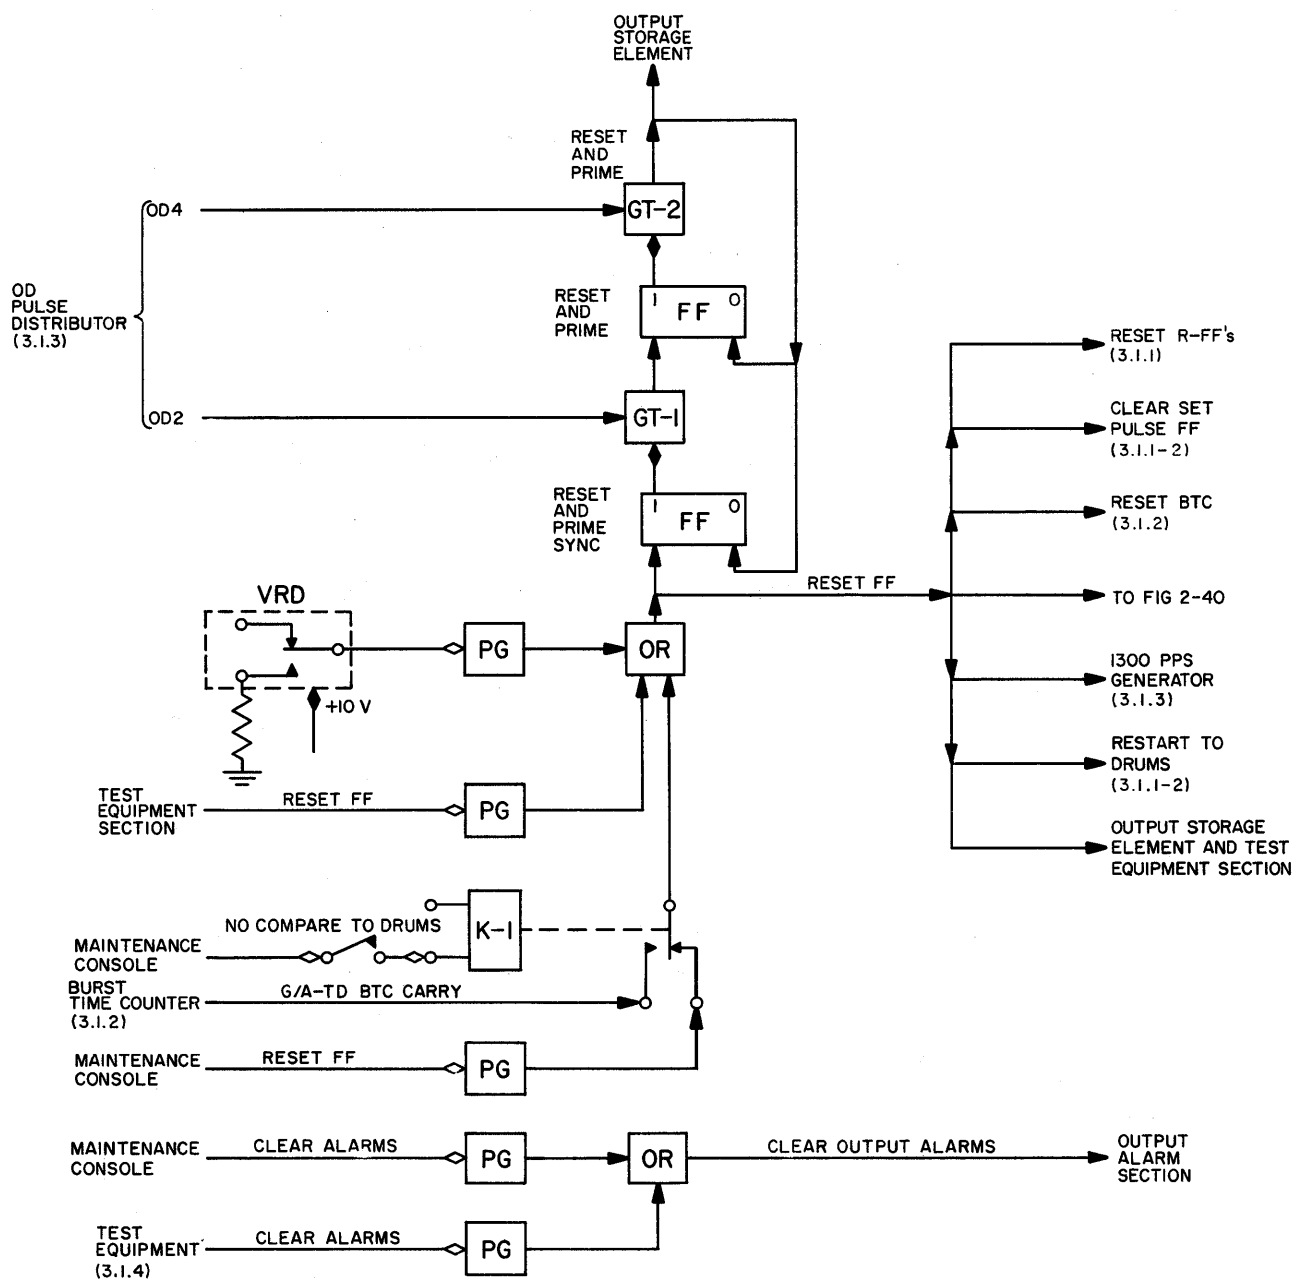 OUTPUT
STORAGE
ELEMENT
RESET
AND
PRIME
OD4
GT-2
OD
PULSE
DISTRIBUTOR
(3.1.3)
RESET
AND
PRIME
1 FF 0
OD2
GT-1
RESET
AND
PRIME
SYNC
1 FF 0
RESET R-FF's
(3.1.1)
CLEAR SET
PULSE FF
(3.1.1-2)
RESET BTC
(3.1.2)
RESET FF
TO FIG 2-40
1300 PPS
GENERATOR
(3.1.3)
RESTART TO
DRUMS
(3.1.1-2)
OUTPUT STORAGE
ELEMENT AND TEST
EQUIPMENT SECTION
VRD
PG
OR
+10 V
TEST
EQUIPMENT
SECTION
RESET FF
PG
NO COMPARE TO DRUMS
K-1
MAINTENANCE
CONSOLE
BURST
TIME COUNTER
(3.1.2)
G/A-TD BTC CARRY
MAINTENANCE
CONSOLE
RESET FF
PG
MAINTENANCE
CONSOLE
CLEAR ALARMS
PG
OR
CLEAR OUTPUT ALARMS
OUTPUT
ALARM
SECTION
TEST
EQUIPMENT
(3.1.4)
CLEAR ALARMS
PG